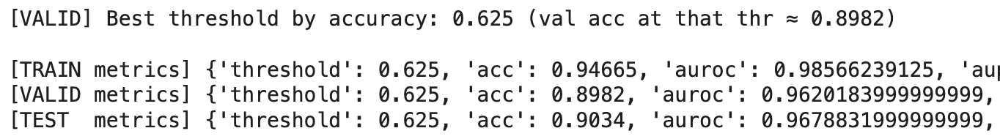 [VALID] Best threshold by accuracy: 0.625 (val acc at that thr ≈ 0.8982)
[TRAIN metrics] {'threshold': 0.625, 'acc': 0.94665, 'auroc': 0.98566239125, 'au
[VALID metrics] {'threshold': 0.625, 'acc': 0.8982, 'auroc': 0.9620183999999999,
[TEST  metrics] {'threshold': 0.625, 'acc': 0.9034, 'auroc': 0.9678831999999999,